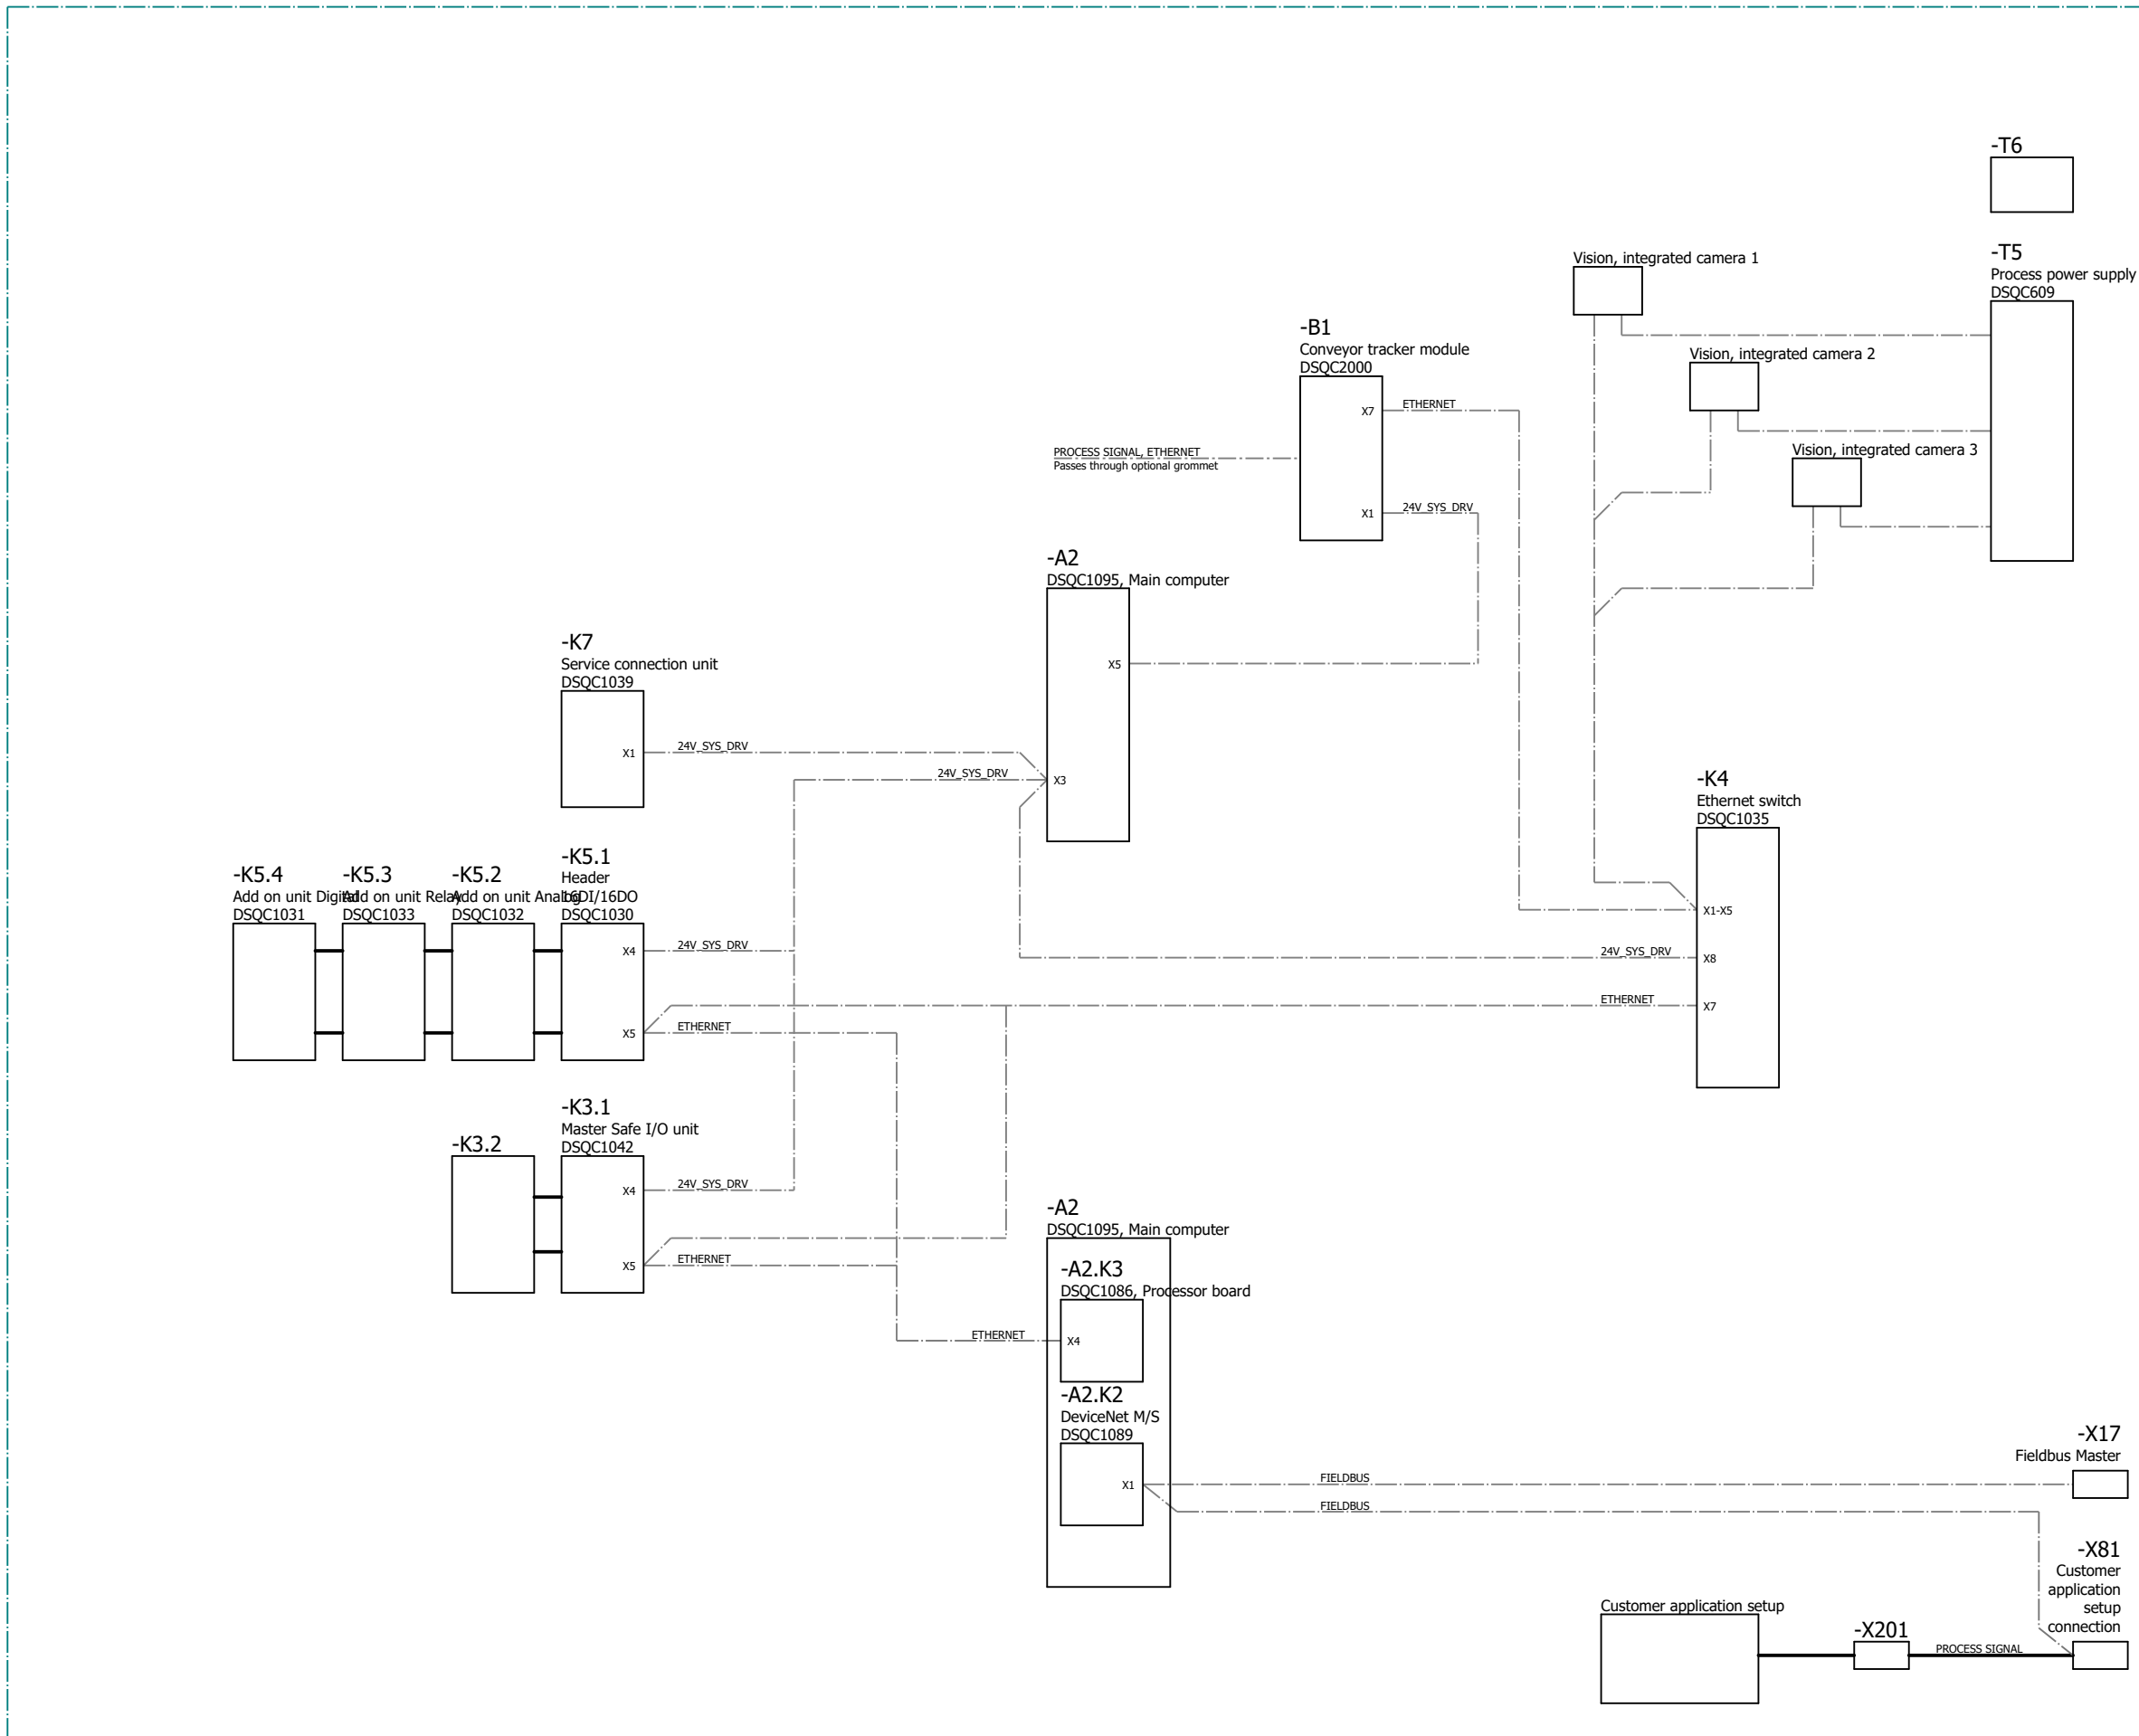 -T6
-T5
Process power supply
DSQC609
Vision, integrated camera 1
-B1
Conveyor tracker module
DSQC2000
X7
ETHERNET
Vision, integrated camera 2
PROCESS SIGNAL, ETHERNET
Passes through optional grommet
Vision, integrated camera 3
X1
24V_SYS_DRV
-A2
DSQC1095, Main computer
X5
X3
-K7
Service connection unit
DSQC1039
X1
24V_SYS_DRV
24V_SYS_DRV
-K4
Ethernet switch
DSQC1035
X1-X5
24V_SYS_DRV
X8
ETHERNET
X7
-K5.4
Add on unit Digital
DSQC1031
-K5.3
Add on unit Relay
DSQC1033
-K5.2
Add on unit Analog
DSQC1032
-K5.1
Header
16DI/16DO
DSQC1030
X4
24V_SYS_DRV
X5
ETHERNET
-K3.2
-K3.1
Master Safe I/O unit
DSQC1042
X4
24V_SYS_DRV
X5
ETHERNET
-A2
DSQC1095, Main computer
-A2.K3
DSQC1086, Processor board
ETHERNET
X4
-A2.K2
DeviceNet M/S
DSQC1089
X1
FIELDBUS
FIELDBUS
-X17
Fieldbus Master
-X81
Customer
application
setup
connection
Customer application setup
-X201
PROCESS SIGNAL